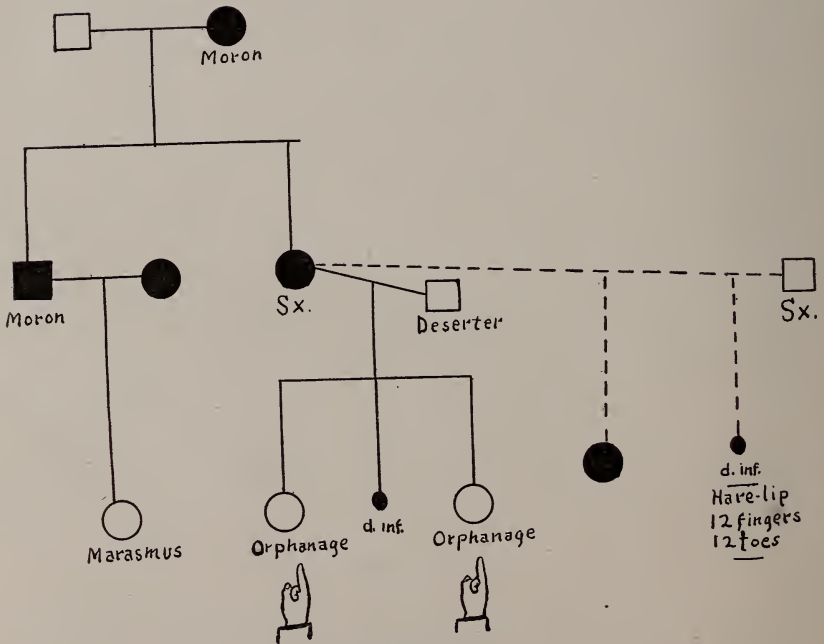 Moron
Moron
Sx.
Deserter
Sx.
Marasmus
Orphanage
d. inf.
Orphanage
d. inf.
Hare-lip
12 fingers
12 toes